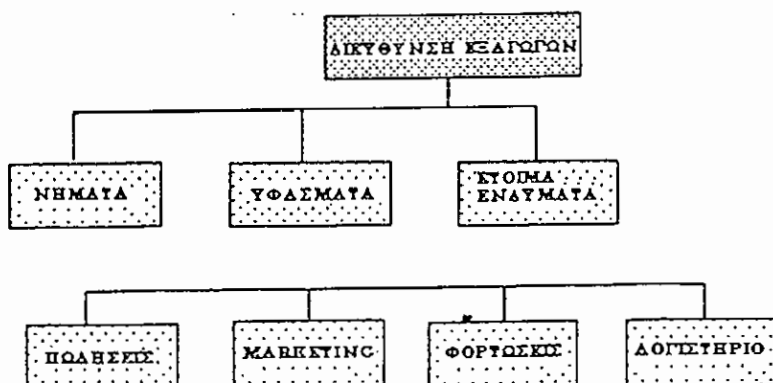 ΔΙΕΥΘΥΝΣΗ ΕΞΑΓΩΓΩΝ
ΝΗΜΑΤΑ
ΥΦΑΣΜΑΤΑ
ΕΤΟΙΜΑ
ΕΝΔΥΜΑΤΑ
ΠΩΛΗΣΕΙΣ
MARKETING
ΦΟΡΤΩΣΕΙΣ
ΛΟΓΙΣΤΗΡΙΟ